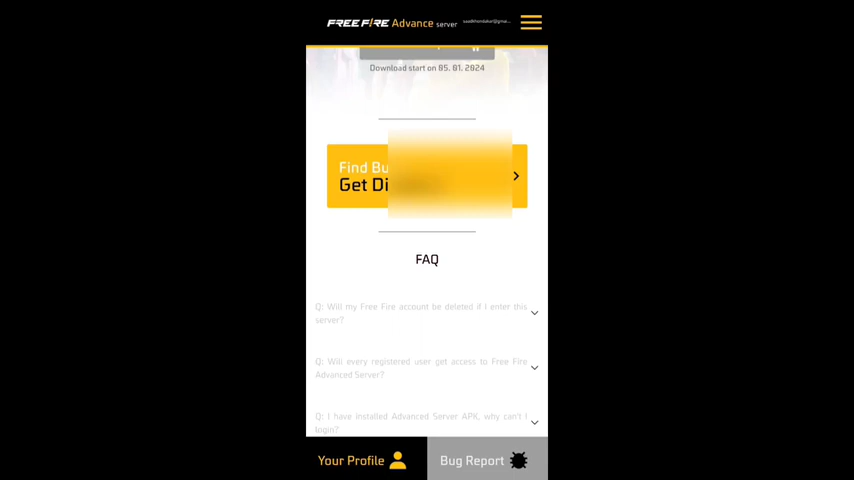 FREE FIRE Advance server
Download start on 05. 01. 2024
Find Bu
Get Di
FAQ
Q: Will my Free Fire account be deleted if I enter this
server?
Q: Will every registered user get access to Free Fire
Advanced Server?
Q: I have installed Advanced Server APK, why can't I
login?
Your Profile
Bug Report